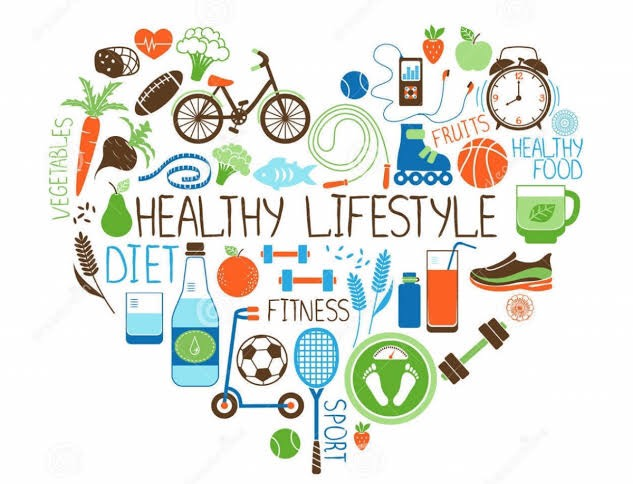 VEGETABLES
FRUITS
HEALTHY
FOOD
HEALTHY LIFESTYLE
DIET
FITNESS
SPORT